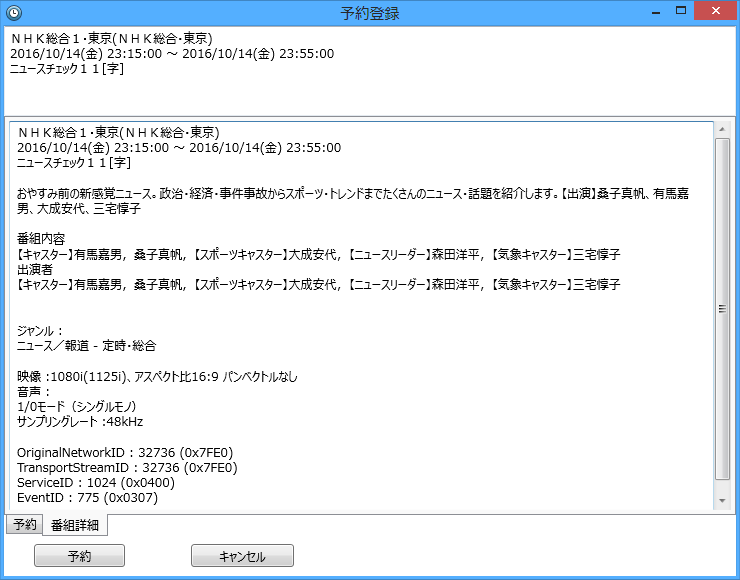 予約登録
ＮＨＫ総合１・東京(ＮＨＫ総合・東京)
2016/10/14(金) 23:15:00 ～ 2016/10/14(金) 23:55:00
ニュースチェック１１[字]
ＮＨＫ総合１・東京(ＮＨＫ総合・東京)
2016/10/14(金) 23:15:00 ～ 2016/10/14(金) 23:55:00
ニュースチェック１１[字]
おやすみ前の新感覚ニュース。政治・経済・事件事故からスポーツ・トレンドまでたくさんのニュース・話題を紹介します。【出演】桑子真帆、有馬嘉
男、大成安代、三宅惇子
番組内容
【キャスター】有馬嘉男，桑子真帆，【スポーツキャスター】大成安代，【ニュースリーダー】森田洋平，【気象キャスター】三宅惇子
出演者
【キャスター】有馬嘉男，桑子真帆，【スポーツキャスター】大成安代，【ニュースリーダー】森田洋平，【気象キャスター】三宅惇子
ジャンル :
ニュース／報道 - 定時・総合
映像 :1080i(1125i)、アスペクト比16:9 パンベクトルなし
音声 :
1/0モード（シングルモノ）
サンプリングレート :48kHz
OriginalNetworkID : 32736 (0x7FE0)
TransportStreamID : 32736 (0x7FE0)
ServiceID : 1024 (0x0400)
EventID : 775 (0x0307)
予約 番組詳細
予約 キャンセル